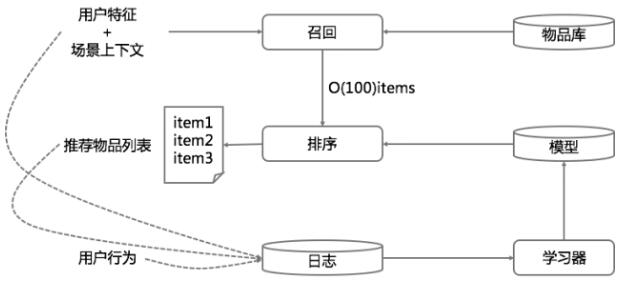 用户特征
+
场景上下文
召回
物品库
O(100)items
item1
item2
item3
推荐物品列表
排序
模型
用户行为
日志
学习器